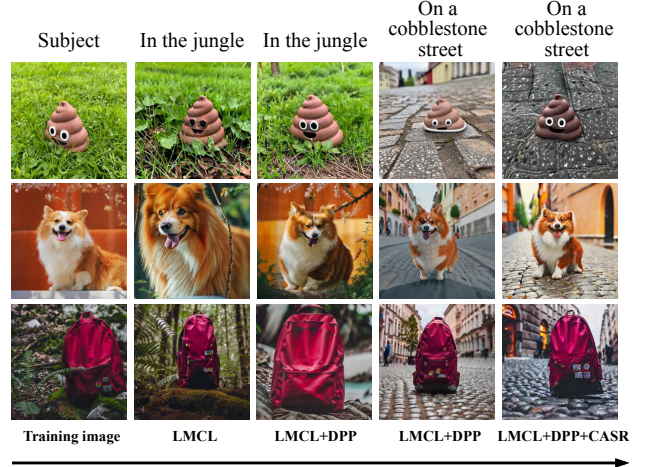 Subject
In the jungle
In the jungle
On a
cobblestone
street
On a
cobblestone
street
Training image
LMCL
LMCL+DPP
LMCL+DPP
LMCL+DPP+CASR